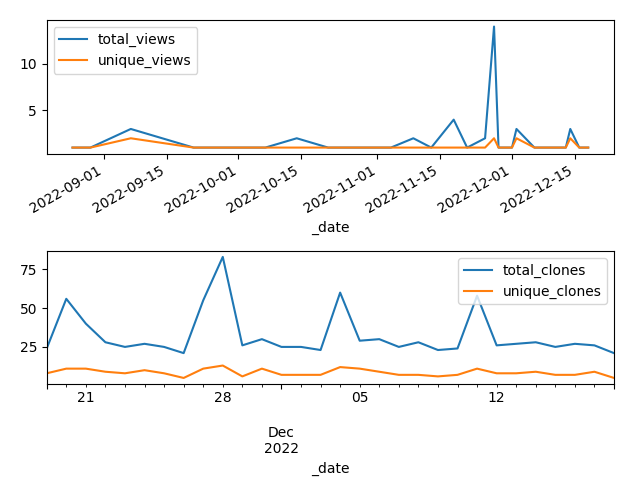 total_views
unique_views
10
5
2022-09-01
2022-09-15
2022-10-01
2022-10-15
2022-11-01
2022-11-15
2022-12-01
2022-12-15
_date
total_clones
unique_clones
75
50
25
21
28
05
12
Dec
2022
_date